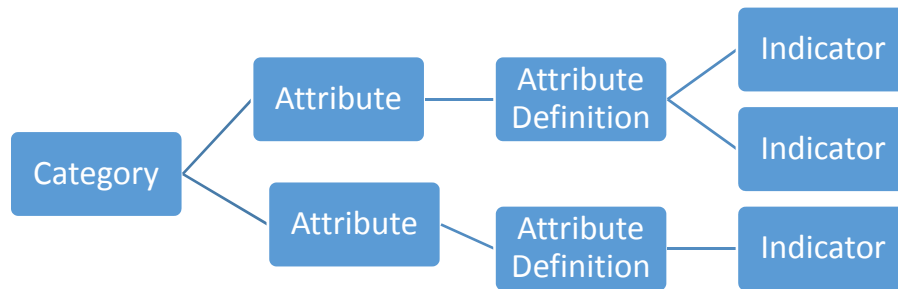 Category
Attribute
Attribute
Definition
Indicator
Indicator
Attribute
Attribute
Definition
Indicator